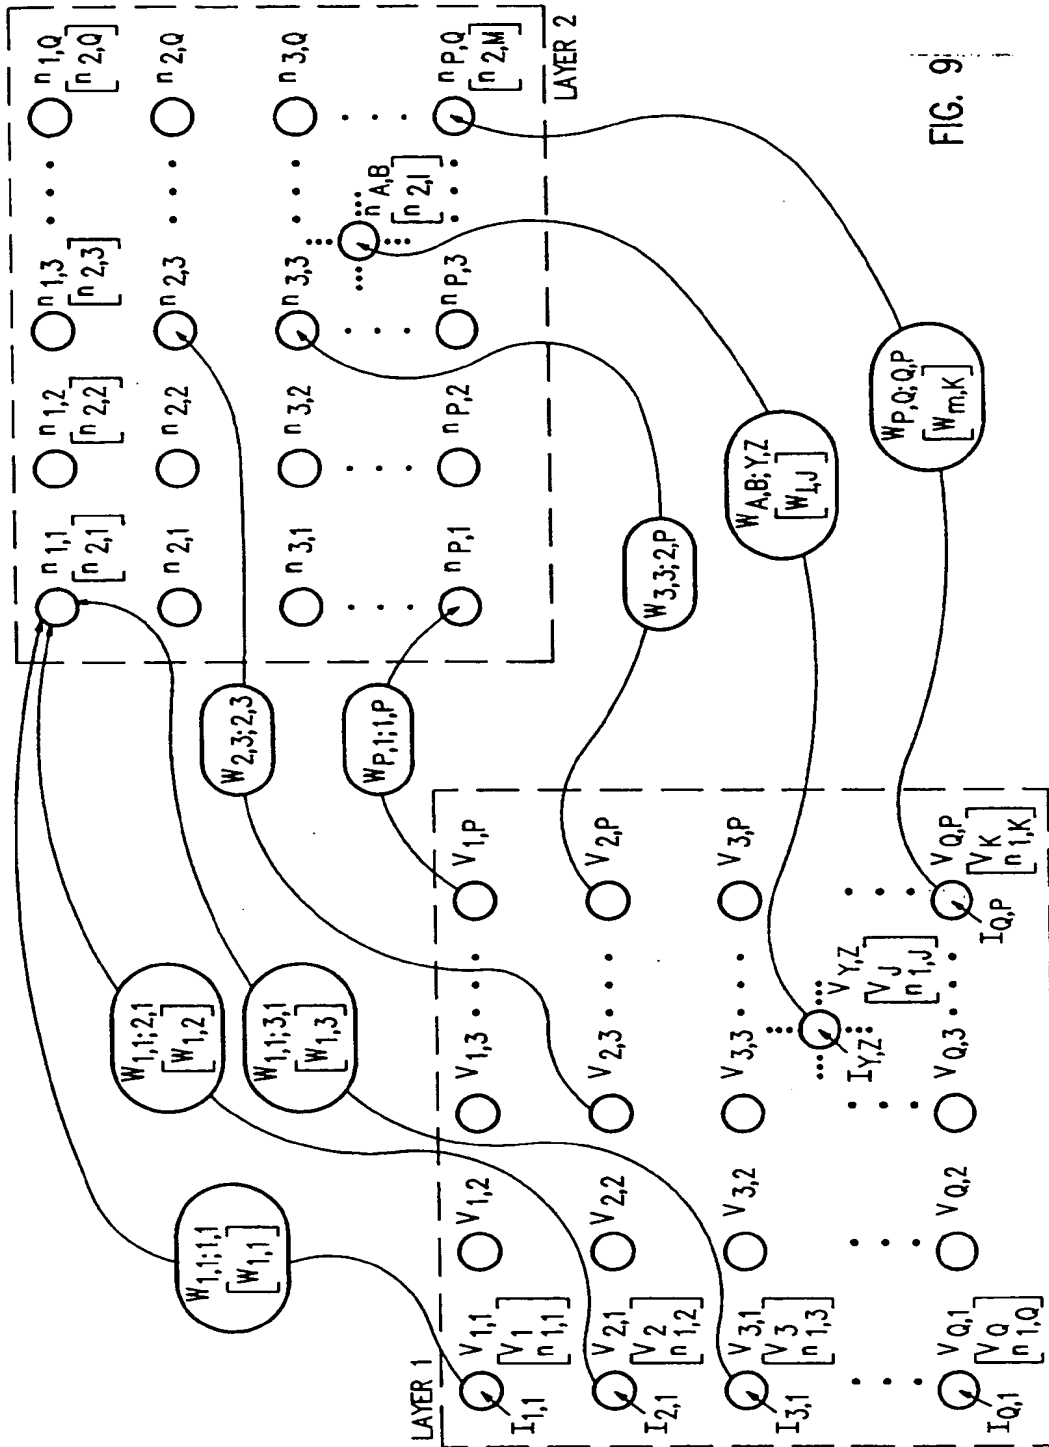 LAYER 1
V1,1
[V1
n1,1]
I1,1
V1,2
V1,3
V1,P
V2,1
[V2
n1,2]
I2,1
V2,2
V2,3
V2,P
V3,1
[V3
n1,3]
I3,1
V3,2
V3,3
V3,P
VY,Z
[VJ
n1,J]
IY,Z
VQ,1
[VQ
n1,Q]
IQ,1
VQ,2
VQ,3
VQ,P
[VK
n1,K]
IQ,P
W1,1;1,1
[W1,1]
W1,1;2,1
[W1,2]
W1,1;3,1
[W1,3]
W2,3;2,3
WP,1;1,P
W3,3;2,P
WA,B;Y,Z
[WI,J]
WP,Q;Q,P
[Wm,K]
n1,1
[n2,1]
n1,2
[n2,2]
n1,3
[n2,3]
n1,Q
[n2,Q]
n2,1
n2,2
n2,3
n2,Q
n3,1
n3,2
n3,3
n3,Q
nA,B
[n2,I]
nP,1
nP,2
nP,3
nP,Q
[n2,M]
LAYER 2
FIG. 9